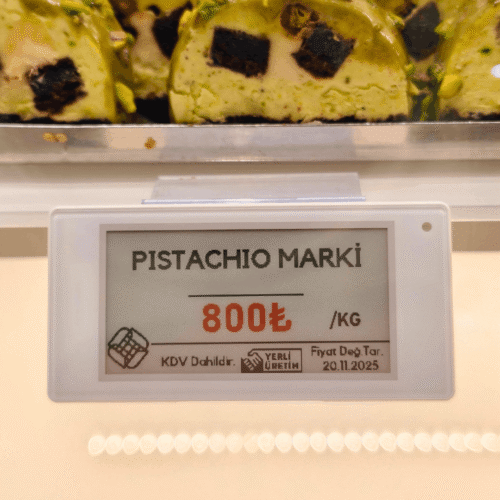 PISTACHIO MARKİ
800₺ /KG
KDV Dahildir. YERLİ ÜRETİM Fiyat Değ.Tar. 20.11.2025